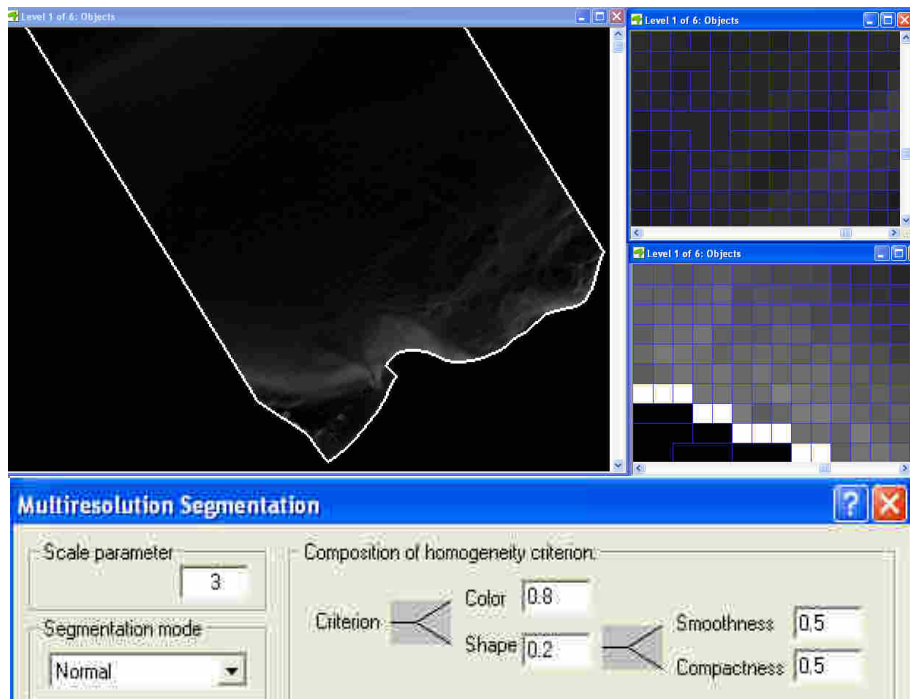 Level 1 of 6: Objects
Level 1 of 6: Objects
Level 1 of 6: Objects
Multiresolution Segmentation
Scale parameter
3
Segmentation mode
Normal
Composition of homogeneity criterion:
Criterion
Color 0.8
Shape 0.2
Smoothness 0.5
Compactness 0.5